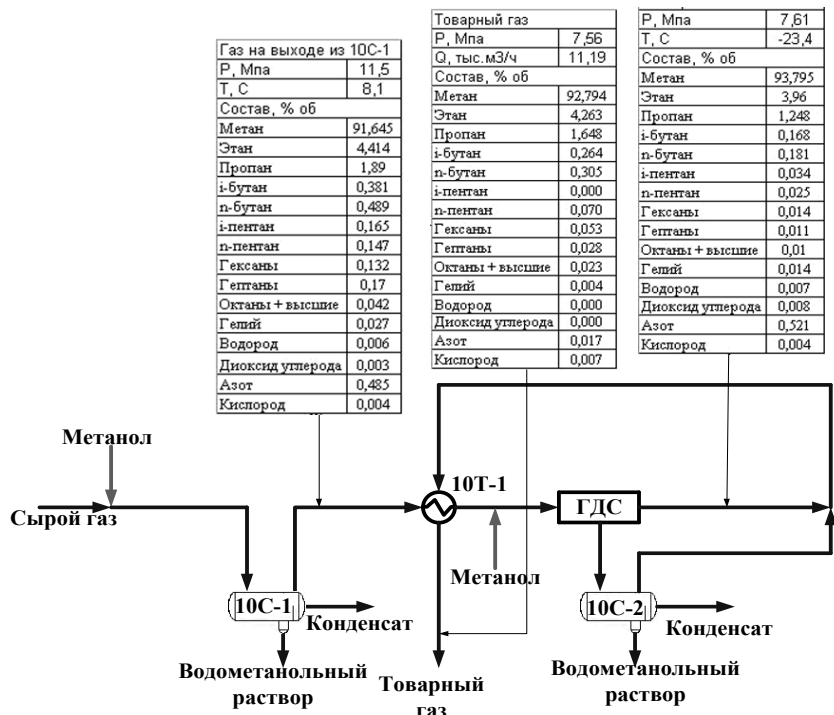 Газ на выходе из 10С-1
P, Мпа 11,5
T, C 8,1
Состав, % об
Метан 91,645
Этан 4,414
Пропан 1,89
i-бутан 0,381
n-бутан 0,489
i-пентан 0,165
n-пентан 0,147
Гексаны 0,132
Гептаны 0,17
Октаны + высшие 0,042
Гелий 0,027
Водород 0,006
Диоксид углерода 0,003
Азот 0,485
Кислород 0,004
Товарный газ
P, Мпа 7,56
Q, тыс.м3/ч 11,19
Состав, % об
Метан 92,794
Этан 4,263
Пропан 1,648
i-бутан 0,264
n-бутан 0,305
i-пентан 0,000
n-пентан 0,070
Гексаны 0,053
Гептаны 0,028
Октаны + высшие 0,023
Гелий 0,004
Водород 0,000
Диоксид углерода 0,000
Азот 0,017
Кислород 0,007
P, Мпа 7,61
T, C -23,4
Состав, % об
Метан 93,795
Этан 3,96
Пропан 1,248
i-бутан 0,168
n-бутан 0,181
i-пентан 0,034
n-пентан 0,025
Гексаны 0,014
Гептаны 0,011
Октаны + высшие 0,01
Гелий 0,014
Водород 0,007
Диоксид углерода 0,008
Азот 0,521
Кислород 0,004
Метанол
Сырой газ
10Т-1
ГДС
Метанол
10С-1
Конденсат
10С-2
Конденсат
Водометанольный
раствор
Товарный
газ
Водометанольный
раствор